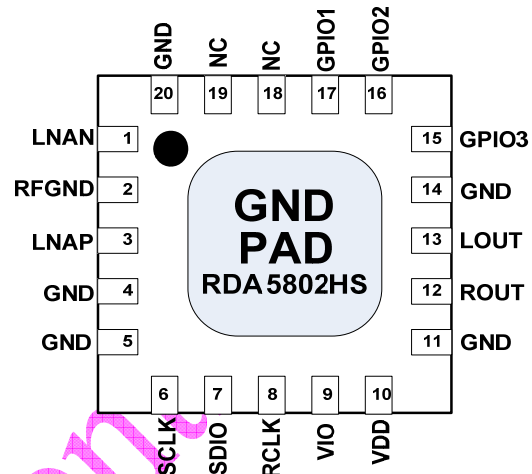 GND
NC
NC
GPIO1
GPIO2
20
19
18
17
16
LNAN
1
15
GPIO3
RFGND
2
14
GND
LNAP
3
13
LOUT
GND
4
12
ROUT
GND
5
11
GND
GND
PAD
RDA5802HS
6
7
8
9
10
SCLK
SDIO
RCLK
VIO
VDD